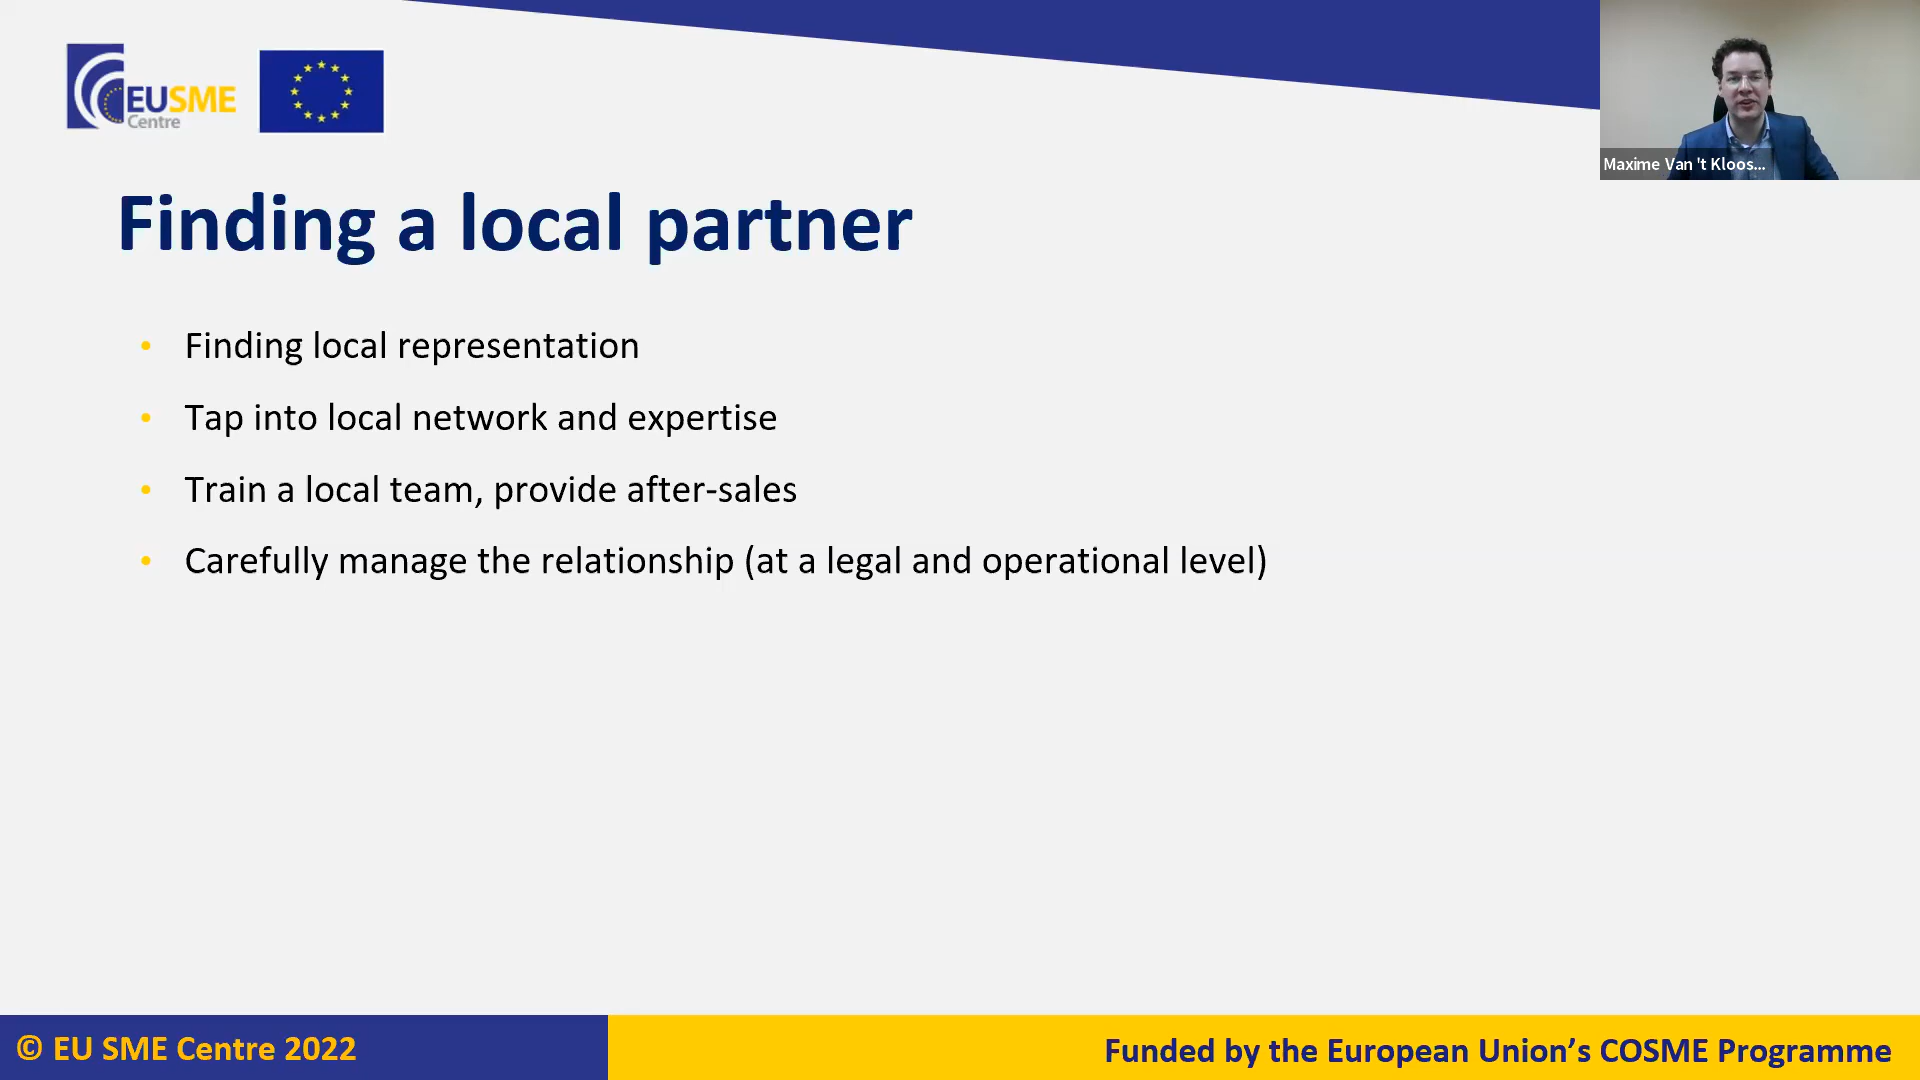 EUSME
Centre
Maxime Van 't Kloos...
Finding a local partner
• Finding local representation
• Tap into local network and expertise
• Train a local team, provide after-sales
• Carefully manage the relationship (at a legal and operational level)
© EU SME Centre 2022
Funded by the European Union’s COSME Programme